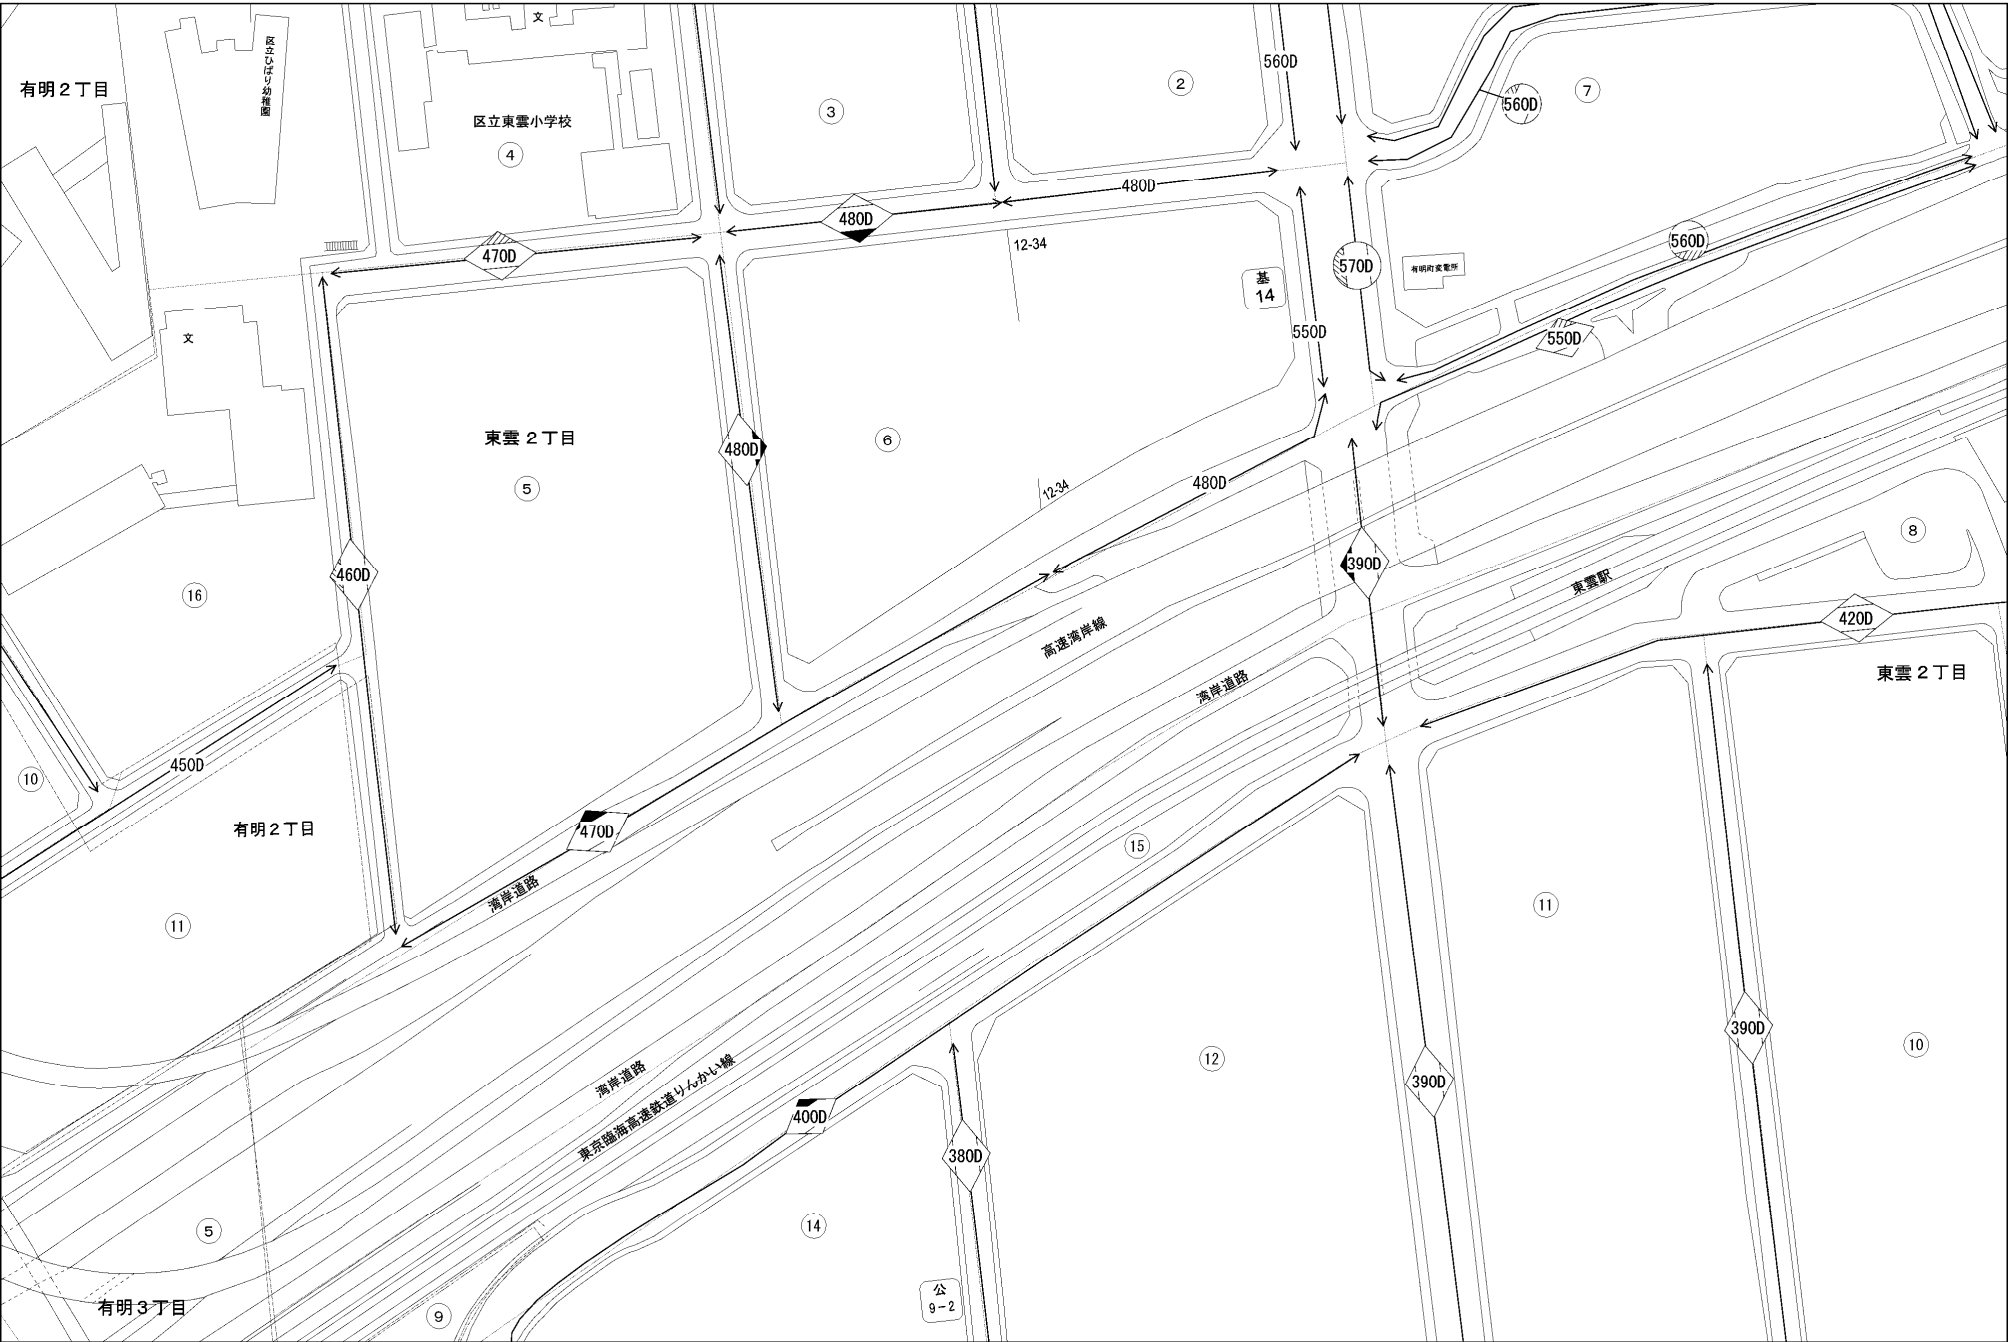 文
区立ひばり幼稚園
有明２丁目
560D
②
⑦
560D
③
区立東雲小学校
④
480D
480D
470D
12-34
基
14
560D
570D
有明町変電所
文
550D
550D
東雲２丁目
⑥
480D
⑤
480D
12-34
⑧
390D
460D
東雲駅
⑯
420D
高速湾岸線
東雲２丁目
湾岸道路
450D
⑩
有明２丁目
470D
⑮
湾岸道路
⑪
⑪
390D
⑩
⑫
湾岸道路
東京臨海高速鉄道りんかい線
390D
400D
380D
⑤
⑭
公
9-2
有明３丁目
⑨